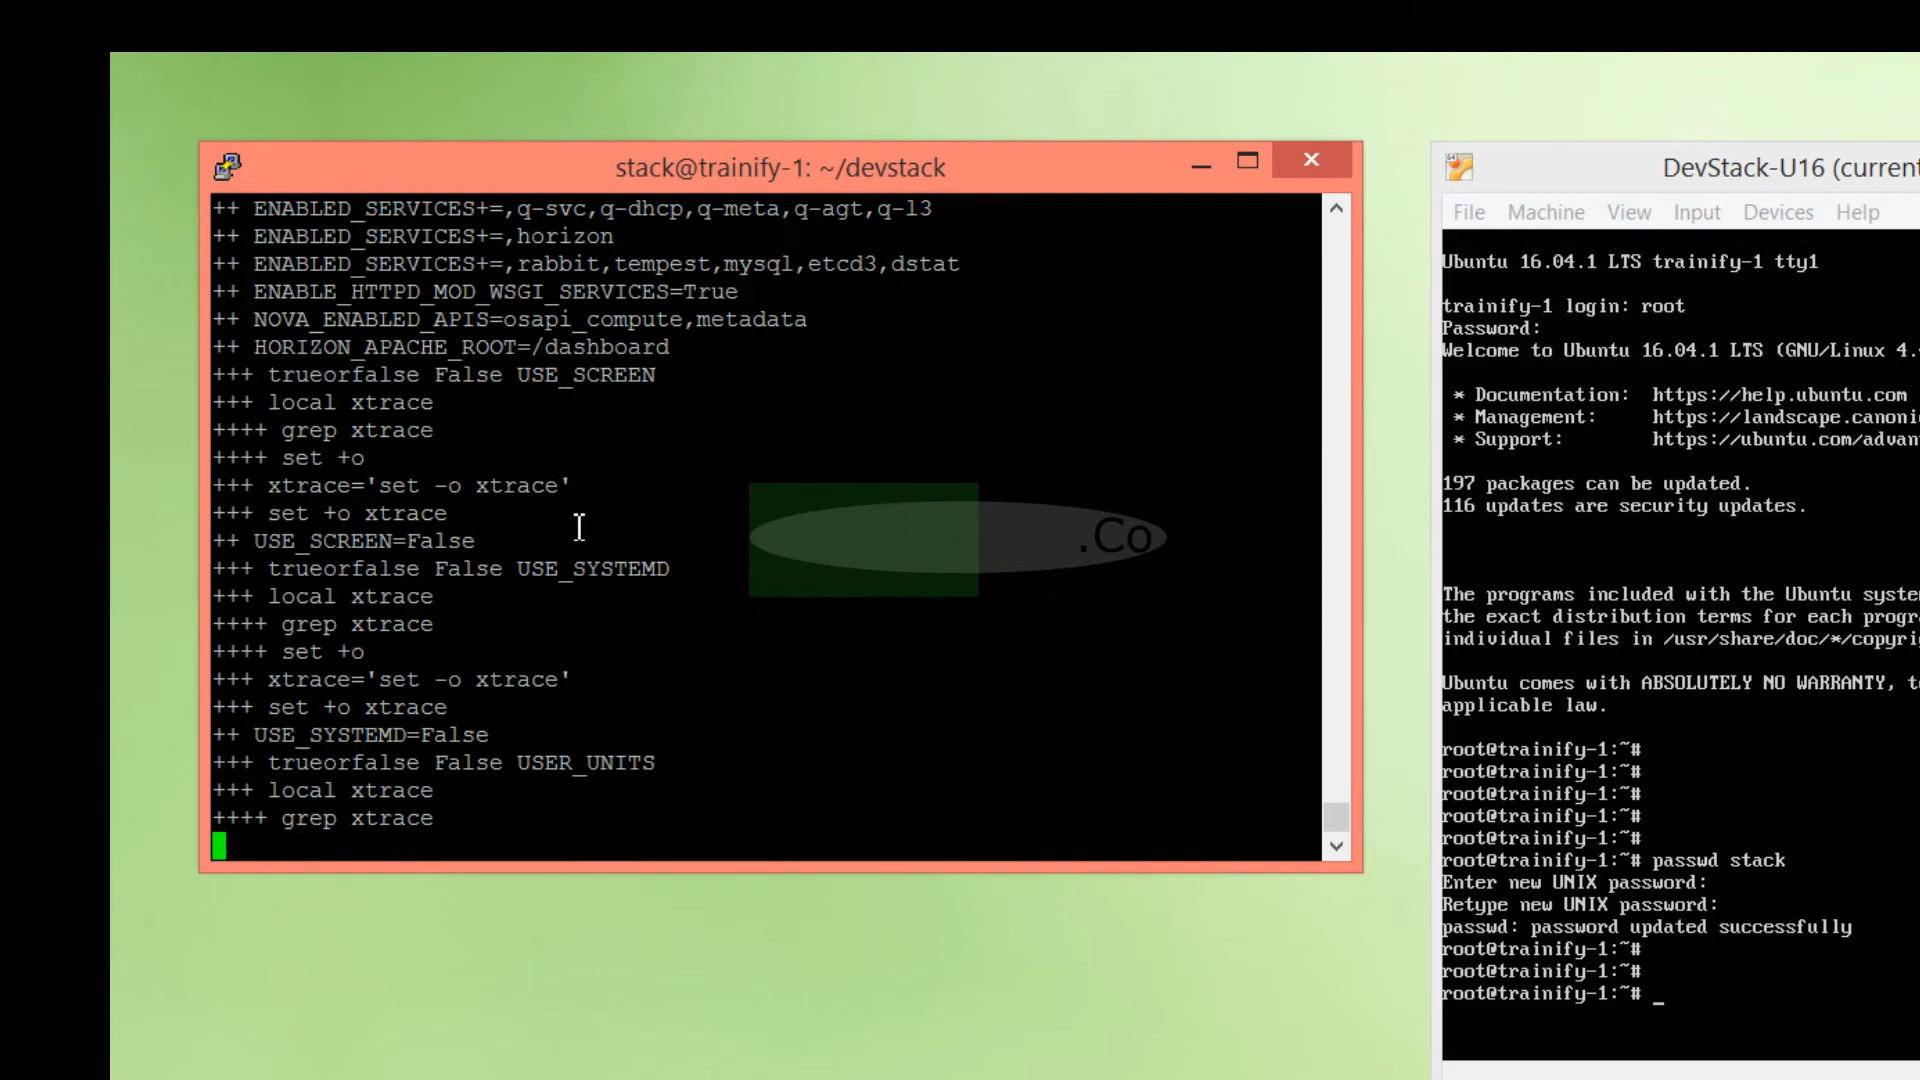 stack@trainify-1: ~/devstack
++ ENABLED_SERVICES+=,q-svc,q-dhcp,q-meta,q-agt,q-l3
++ ENABLED_SERVICES+=,horizon
++ ENABLED_SERVICES+=,rabbit,tempest,mysql,etcd3,dstat
++ ENABLE_HTTPD_MOD_WSGI_SERVICES=True
++ NOVA_ENABLED_APIS=osapi_compute,metadata
++ HORIZON_APACHE_ROOT=/dashboard
+++ trueorfalse False USE_SCREEN
+++ local xtrace
++++ grep xtrace
++++ set +o
+++ xtrace='set -o xtrace'
+++ set +o xtrace
++ USE_SCREEN=False
+++ trueorfalse False USE_SYSTEMD
+++ local xtrace
++++ grep xtrace
++++ set +o
+++ xtrace='set -o xtrace'
+++ set +o xtrace
++ USE_SYSTEMD=False
+++ trueorfalse False USER_UNITS
+++ local xtrace
++++ grep xtrace
.Co
DevStack-U16 (current
File Machine View Input Devices Help
Ubuntu 16.04.1 LTS trainify-1 tty1
trainify-1 login: root
Password:
Welcome to Ubuntu 16.04.1 LTS (GNU/Linux 4.
* Documentation: https://help.ubuntu.com
* Management: https://landscape.canoni
* Support: https://ubuntu.com/advan
197 packages can be updated.
116 updates are security updates.
The programs included with the Ubuntu syste
the exact distribution terms for each progr
individual files in /usr/share/doc/*/copyri
Ubuntu comes with ABSOLUTELY NO WARRANTY, t
applicable law.
root@trainify-1:~#
root@trainify-1:~#
root@trainify-1:~#
root@trainify-1:~#
root@trainify-1:~#
root@trainify-1:~# passwd stack
Enter new UNIX password:
Retype new UNIX password:
passwd: password updated successfully
root@trainify-1:~#
root@trainify-1:~#
root@trainify-1:~# _